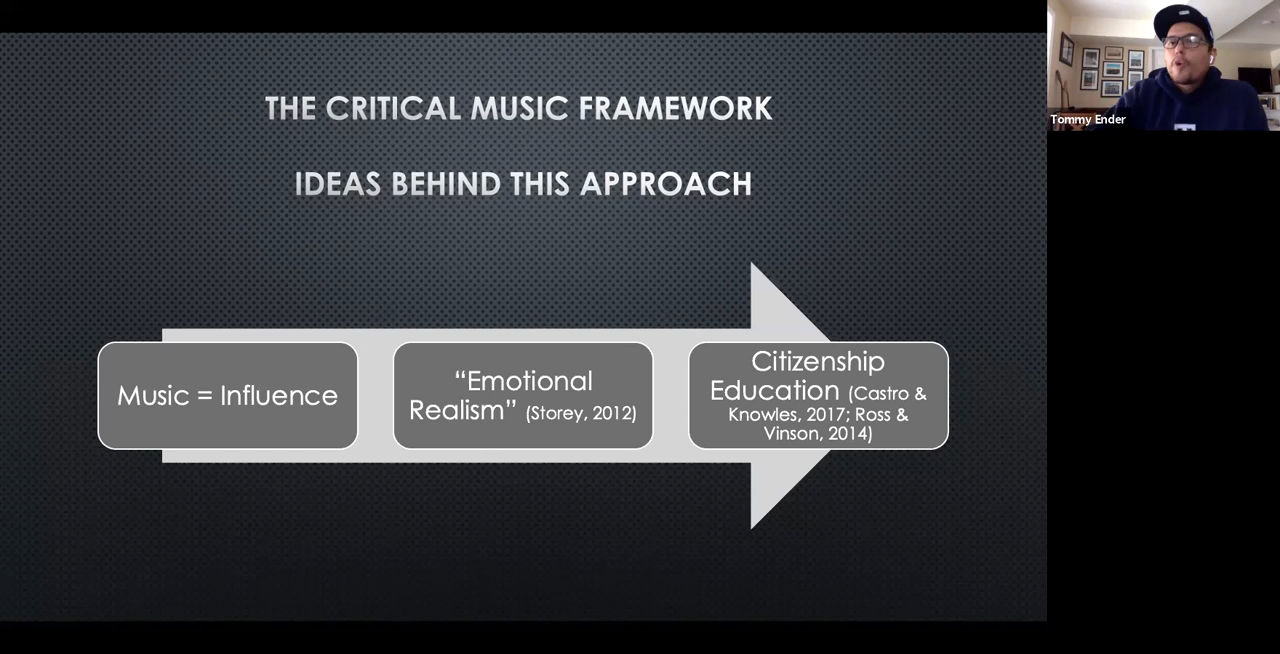 THE CRITICAL MUSIC FRAMEWORK
IDEAS BEHIND THIS APPROACH
Music = Influence
“Emotional
Realism” (Storey, 2012)
Citizenship
Education (Castro &
Knowles, 2017; Ross &
Vinson, 2014)
Tommy Ender